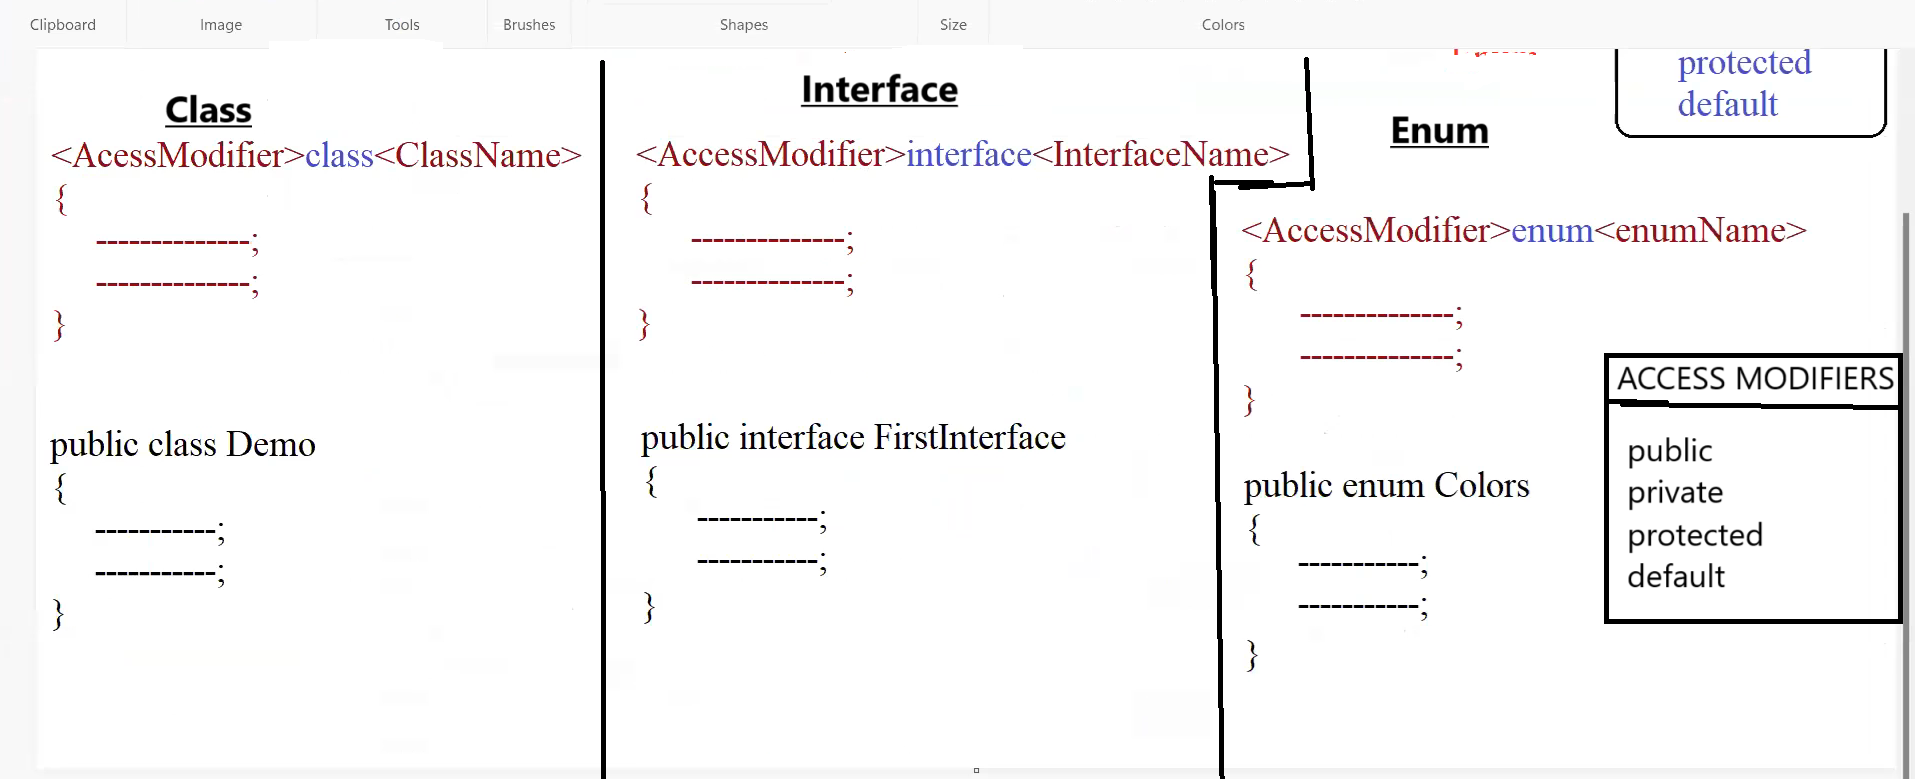 Clipboard
Image
Tools
Brushes
Shapes
Size
Colors
Class
<AcessModifier>class<ClassName>
{
--------------;
--------------;
}
public class Demo
{
-----------;
-----------;
}
Interface
<AccessModifier>interface<InterfaceName>
{
--------------;
--------------;
}
public interface FirstInterface
{
-----------;
-----------;
}
protected
default
Enum
<AccessModifier>enum<enumName>
{
--------------;
--------------;
}
public enum Colors
{
-----------;
-----------;
}
ACCESS MODIFIERS
public
private
protected
default